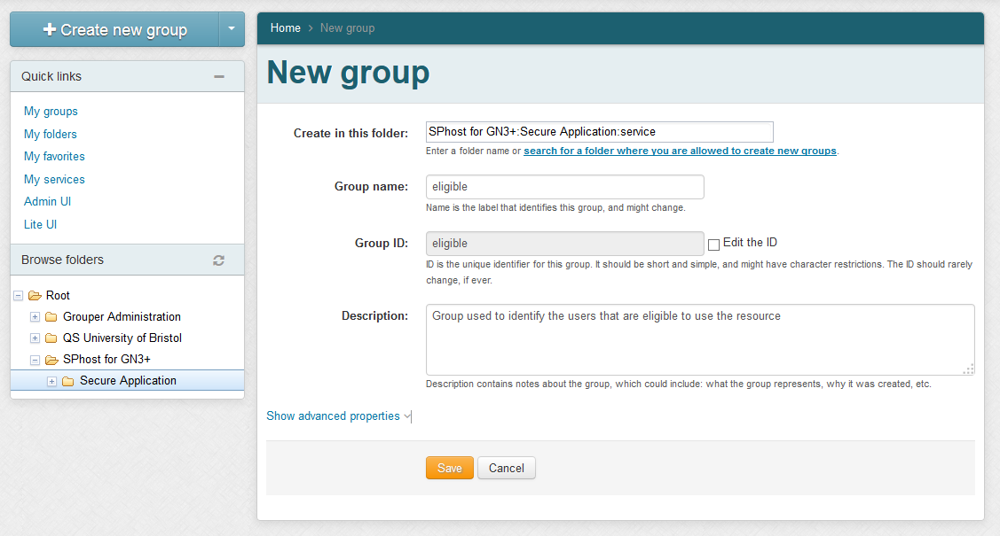 Create new group
Quick links
My groups
My folders
My favorites
My services
Admin UI
Lite UI
Browse folders
Root
Grouper Administration
QS University of Bristol
SPhost for GN3+
Secure Application
Home › New group
New group
Create in this folder: SPhost for GN3+:Secure Application:service
Enter a folder name or search for a folder where you are allowed to create new groups.
Group name: eligible
Name is the label that identifies this group, and might change.
Group ID: eligible Edit the ID
ID is the unique identifier for this group. It should be short and simple, and might have character restrictions. The ID should rarely
change, if ever.
Description: Group used to identify the users that are eligible to use the resource
Description contains notes about the group, which could include: what the group represents, why it was created, etc.
Show advanced properties
Save Cancel